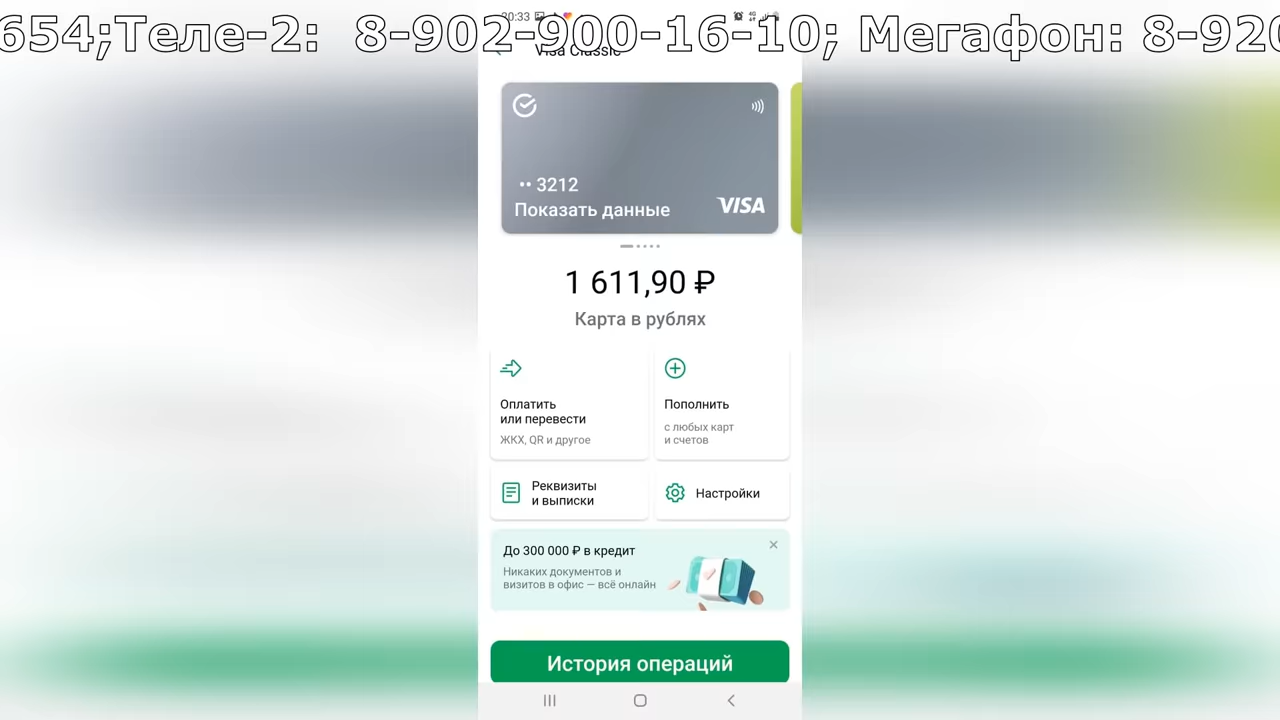 20:33
654;Теле-2: 8-902-900-16-10; Мегафон: 8-920
Visa Classic
•• 3212
Показать данные
VISA
1 611,90 ₽
Карта в рублях
Оплатить
или перевести
ЖКХ, QR и другое
Пополнить
с любых карт
и счетов
Реквизиты
и выписки
Настройки
До 300 000 ₽ в кредит
Никаких документов и
визитов в офис — всё онлайн
История операций